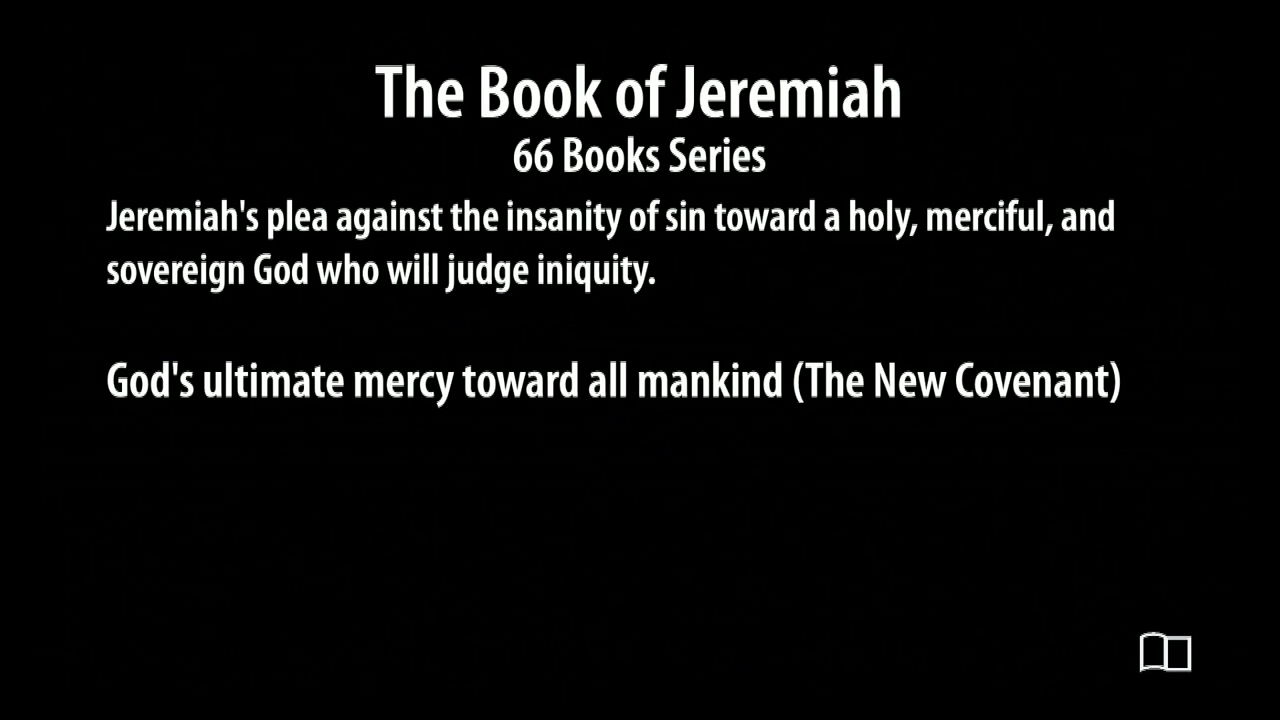 The Book of Jeremiah
66 Books Series
Jeremiah's plea against the insanity of sin toward a holy, merciful, and
sovereign God who will judge iniquity.
God's ultimate mercy toward all mankind (The New Covenant)